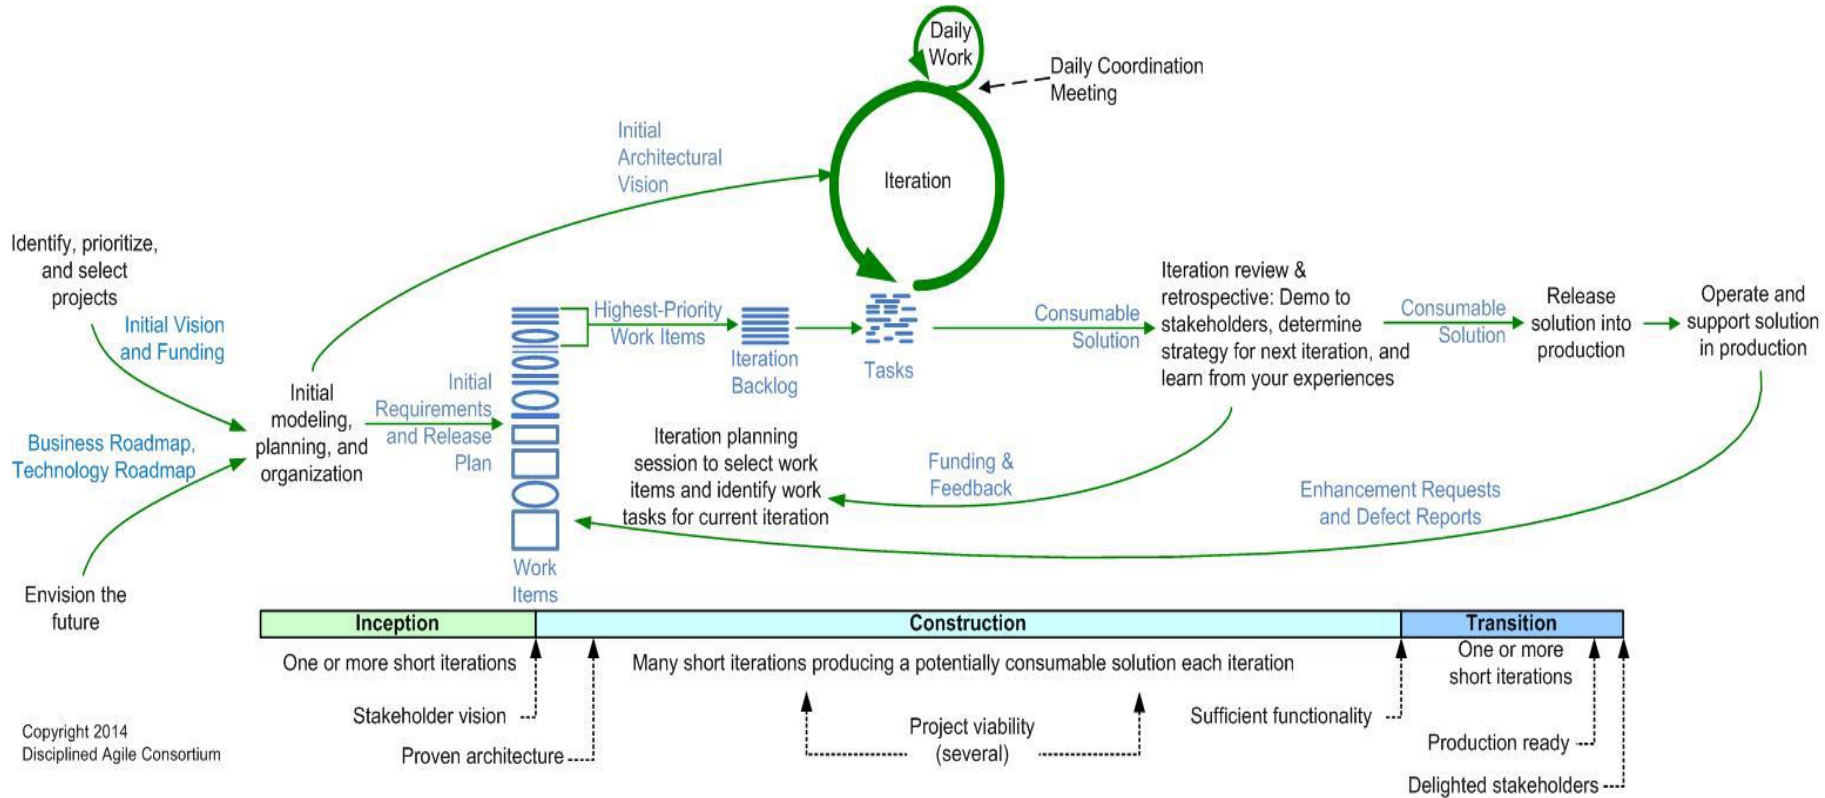 Daily
Work
Daily Coordination
Meeting
Initial
Architectural
Vision
Iteration
Identify, prioritize,
and select
projects
Initial Vision
and Funding
Business Roadmap,
Technology Roadmap
Envision the
future
Initial
modeling,
planning, and
organization
Initial
Requirements
and Release
Plan
Work
Items
Highest-Priority
Work Items
Iteration
Backlog
Tasks
Consumable
Solution
Iteration review &
retrospective: Demo to
stakeholders, determine
strategy for next iteration, and
learn from your experiences
Consumable
Solution
Release
solution into
production
Operate and
support solution
in production
Iteration planning
session to select work
items and identify work
tasks for current iteration
Funding &
Feedback
Enhancement Requests
and Defect Reports
Inception
Construction
Transition
One or more short iterations
Many short iterations producing a potentially consumable solution each iteration
One or more
short iterations
Stakeholder vision
Proven architecture
Project viability
(several)
Sufficient functionality
Production ready
Delighted stakeholders
Copyright 2014
Disciplined Agile Consortium